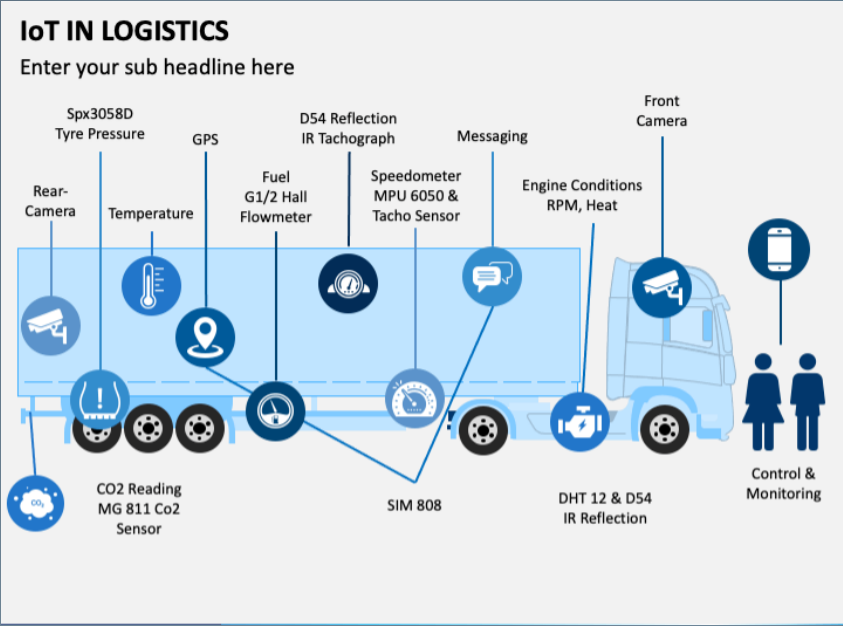 IoT IN LOGISTICS
Enter your sub headline here
Front
Camera
Spx3058D
Tyre Pressure
GPS
D54 Reflection
IR Tachograph
Messaging
Fuel
G1/2 Hall
Flowmeter
Speedometer
MPU 6050 &
Tacho Sensor
Engine Conditions
RPM, Heat
Rear-
Camera
Temperature
CO2
CO2 Reading
MG 811 Co2
Sensor
SIM 808
DHT 12 & D54
IR Reflection
Control &
Monitoring